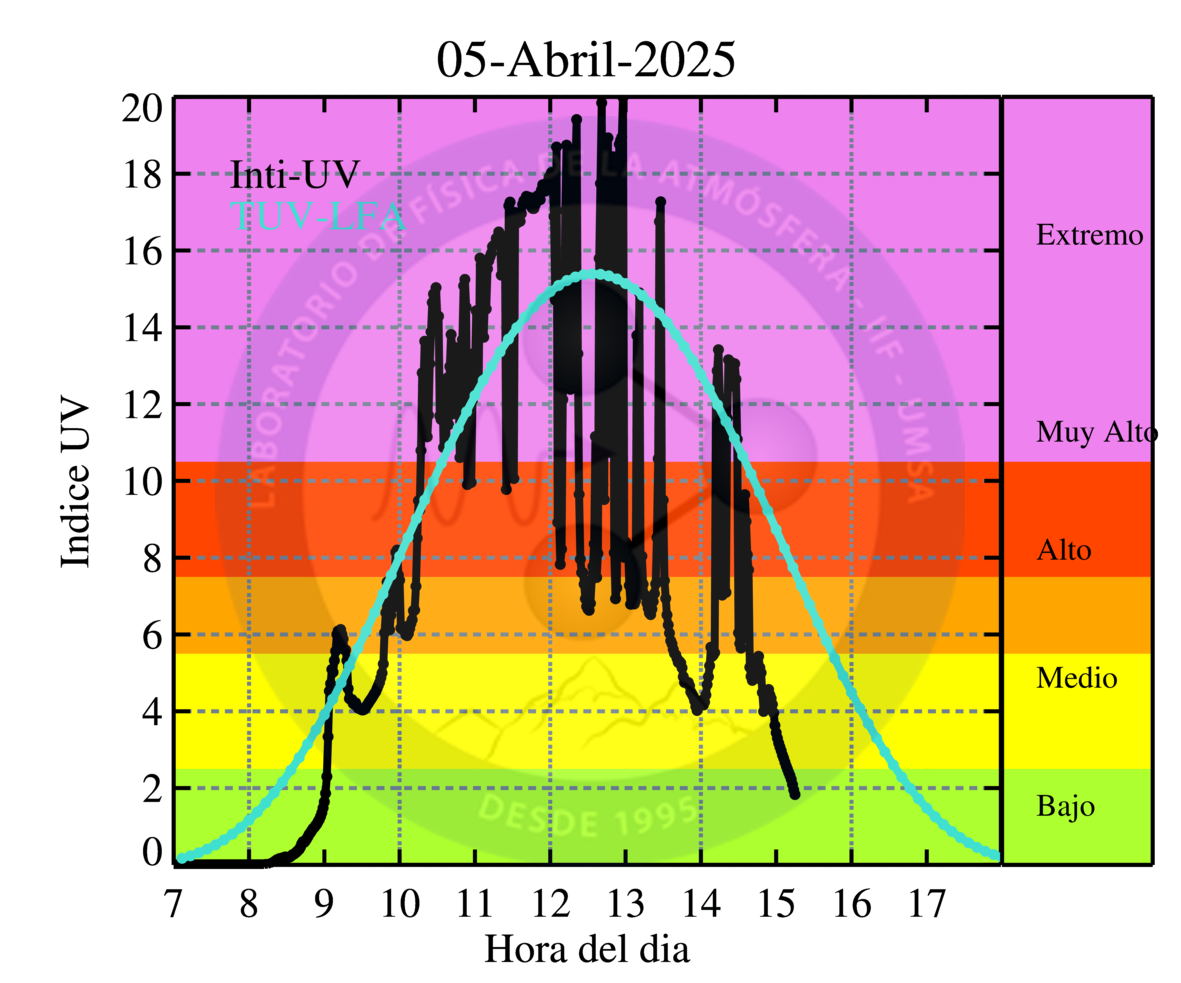 05-Abril-2025
20
18
16
14
12
10
8
6
4
2
0
Indice UV
Inti-UV
TUV-LFA
LABORATORIO DE FÍSICA DE LA ATMÓSFERA - IIF - UMSA
DESDE 1995
Extremo
Muy Alto
Alto
Medio
Bajo
7 8 9 10 11 12 13 14 15 16 17
Hora del dia